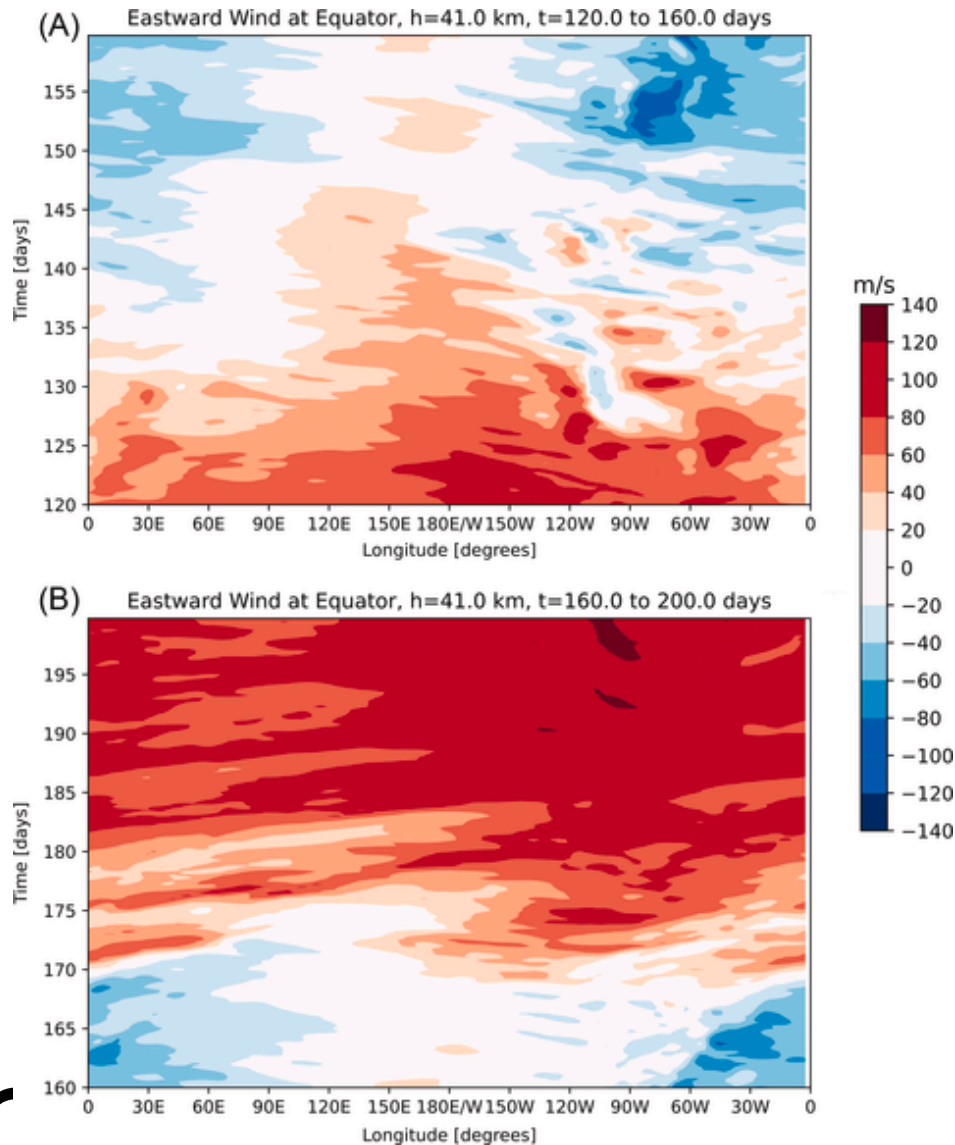 (A)
Eastward Wind at Equator, h=41.0 km, t=120.0 to 160.0 days
155
150
145
140
135
130
125
120
Time [days]
0 30E 60E 90E 120E 150E 180E/W 150W 120W 90W 60W 30W 0
Longitude [degrees]
m/s
140
120
100
80
60
40
20
0
−20
−40
−60
−80
−100
−120
−140
(B)
Eastward Wind at Equator, h=41.0 km, t=160.0 to 200.0 days
195
190
185
180
175
170
165
160
Time [days]
0 30E 60E 90E 120E 150E 180E/W 150W 120W 90W 60W 30W 0
Longitude [degrees]